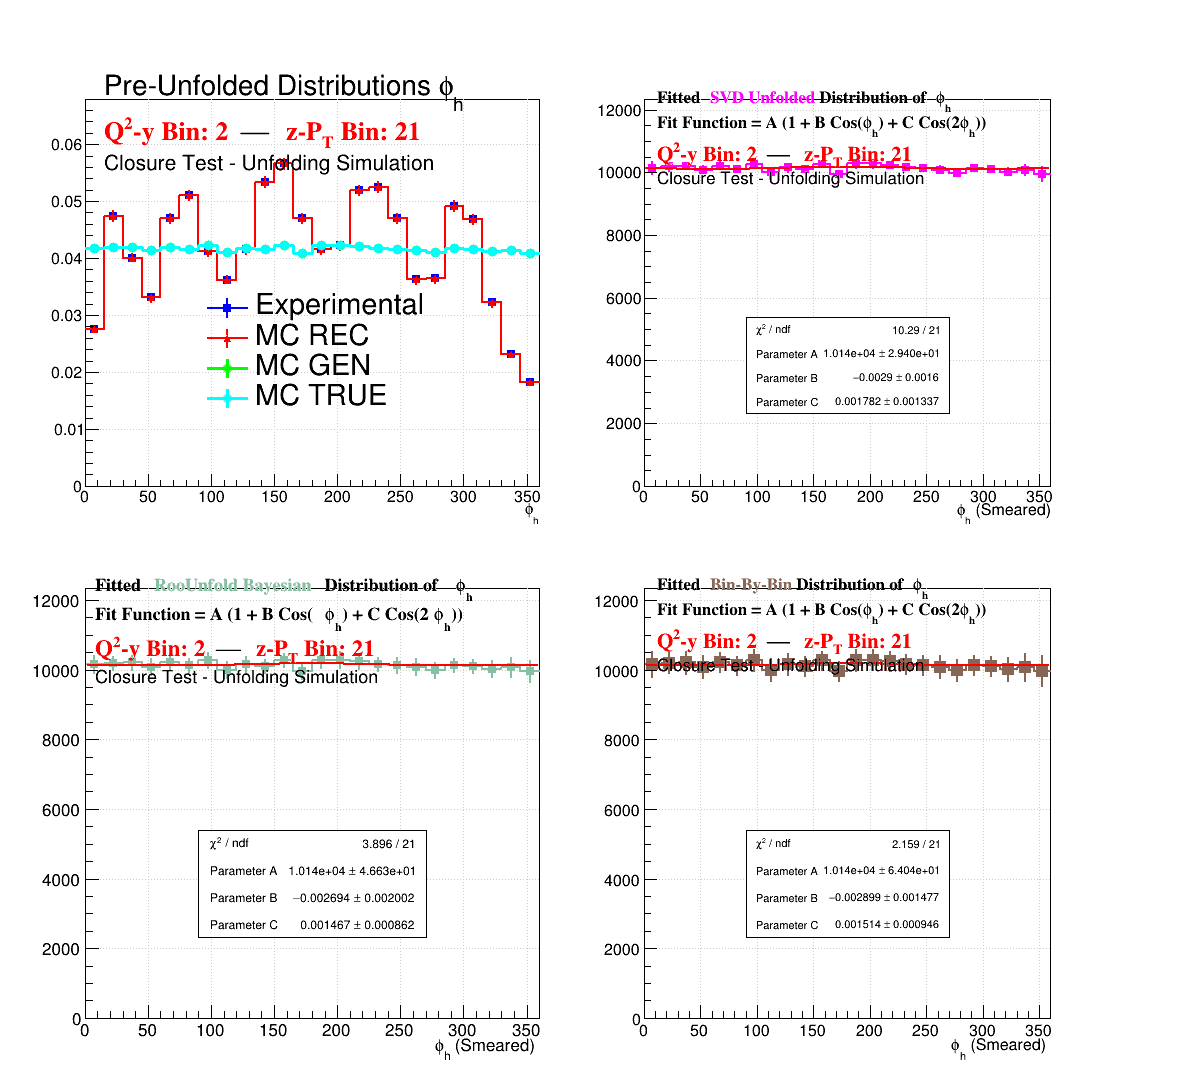 Pre-Unfolded Distributions ϕh
Q²-y Bin: 2 — z-PT Bin: 21
Closure Test - Unfolding Simulation
0.06
0.05
0.04
0.03
0.02
0.01
0
Experimental
MC REC
MC GEN
MC TRUE
0 50 100 150 200 250 300 350
ϕh
Fitted SVD Unfolded Distribution of ϕh
Fit Function = A (1 + B Cos(ϕh) + C Cos(2ϕh))
Q²-y Bin: 2 — z-PT Bin: 21
Closure Test - Unfolding Simulation
12000
10000
8000
6000
4000
2000
0
χ² / ndf 10.29 / 21
Parameter A 1.014e+04 ± 2.940e+01
Parameter B −0.0029 ± 0.0016
Parameter C 0.001782 ± 0.001337
0 50 100 150 200 250 300 350
ϕh (Smeared)
Fitted RooUnfold Bayesian Distribution of ϕh
Fit Function = A (1 + B Cos( ϕh) + C Cos(2 ϕh))
Q²-y Bin: 2 — z-PT Bin: 21
Closure Test - Unfolding Simulation
12000
10000
8000
6000
4000
2000
0
χ² / ndf 3.896 / 21
Parameter A 1.014e+04 ± 4.663e+01
Parameter B −0.002694 ± 0.002002
Parameter C 0.001467 ± 0.000862
0 50 100 150 200 250 300 350
ϕh (Smeared)
Fitted Bin-By-Bin Distribution of ϕh
Fit Function = A (1 + B Cos(ϕh) + C Cos(2ϕh))
Q²-y Bin: 2 — z-PT Bin: 21
Closure Test - Unfolding Simulation
12000
10000
8000
6000
4000
2000
0
χ² / ndf 2.159 / 21
Parameter A 1.014e+04 ± 6.404e+01
Parameter B −0.002899 ± 0.001477
Parameter C 0.001514 ± 0.000946
0 50 100 150 200 250 300 350
ϕh (Smeared)